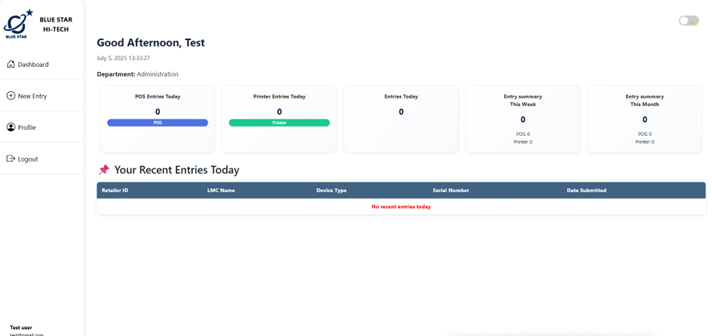 BLUE STAR
HI-TECH
BLUE STAR
Dashboard
New Entry
Profile
Logout
Test user
test@gmail.com
Good Afternoon, Test
July 5, 2025 13:33:27
Department: Administration
POS Entries Today
0
POS
Printer Entries Today
0
Printer
Entries Today
0
Entry summary
This Week
0
POS: 0
Printer: 0
Entry summary
This Month
0
POS: 0
Printer: 0
Your Recent Entries Today
Retailer ID LMC Name Device Type Serial Number Date Submitted
No recent entries today